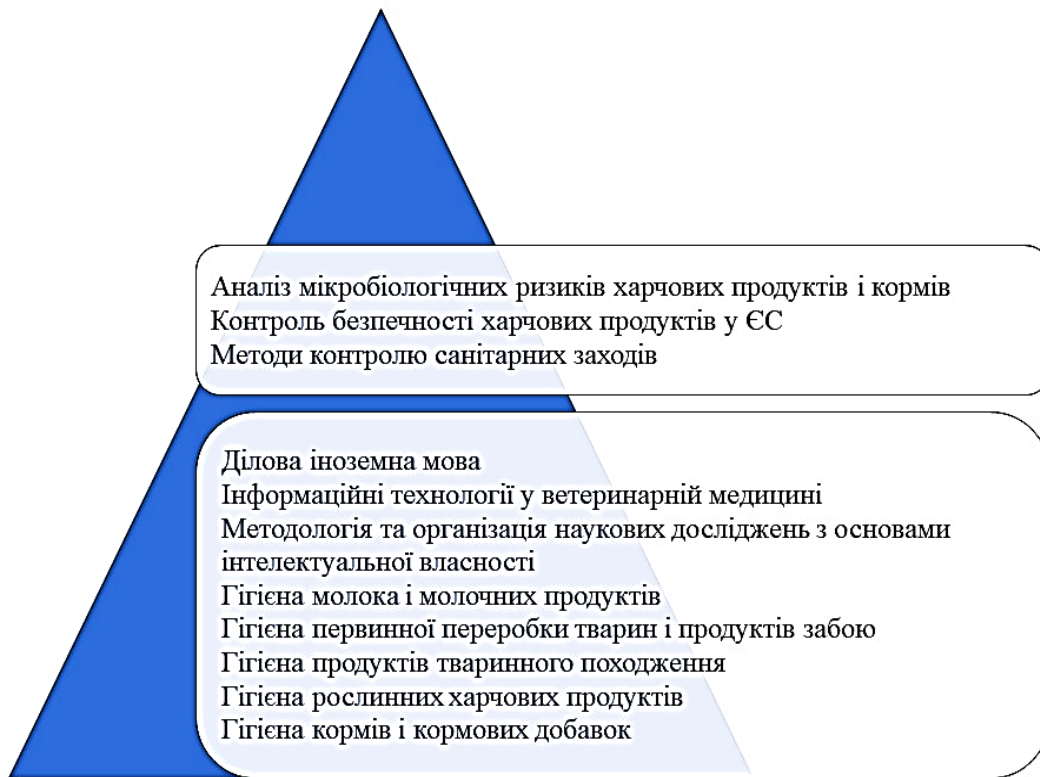 Аналіз мікробіологічних ризиків харчових продуктів і кормів
Контроль безпечності харчових продуктів у ЄС
Методи контролю санітарних заходів
Ділова іноземна мова
Інформаційні технології у ветеринарній медицині
Методологія та організація наукових досліджень з основами
інтелектуальної власності
Гігієна молока і молочних продуктів
Гігієна первинної переробки тварин і продуктів забою
Гігієна продуктів тваринного походження
Гігієна рослинних харчових продуктів
Гігієна кормів і кормових добавок